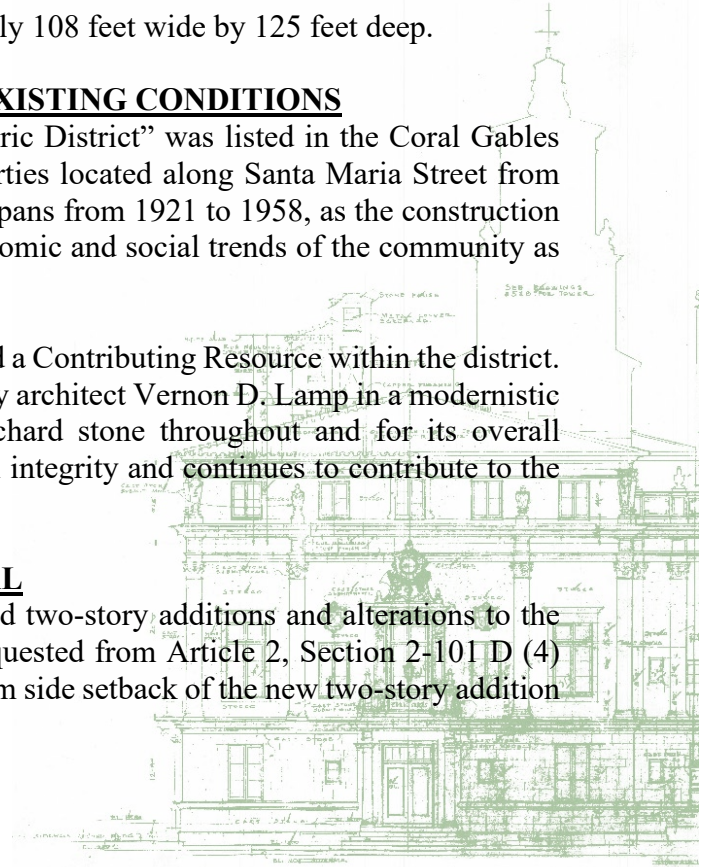 ly 108 feet wide by 125 feet deep.
XISTING CONDITIONS
ric District” was listed in the Coral Gables
rties located along Santa Maria Street from
pans from 1921 to 1958, as the construction
omic and social trends of the community as
d a Contributing Resource within the district.
y architect Vernon D. Lamp in a modernistic
chard stone throughout and for its overall
l integrity and continues to contribute to the
L
d two-story additions and alterations to the
quested from Article 2, Section 2-101 D (4)
m side setback of the new two-story addition